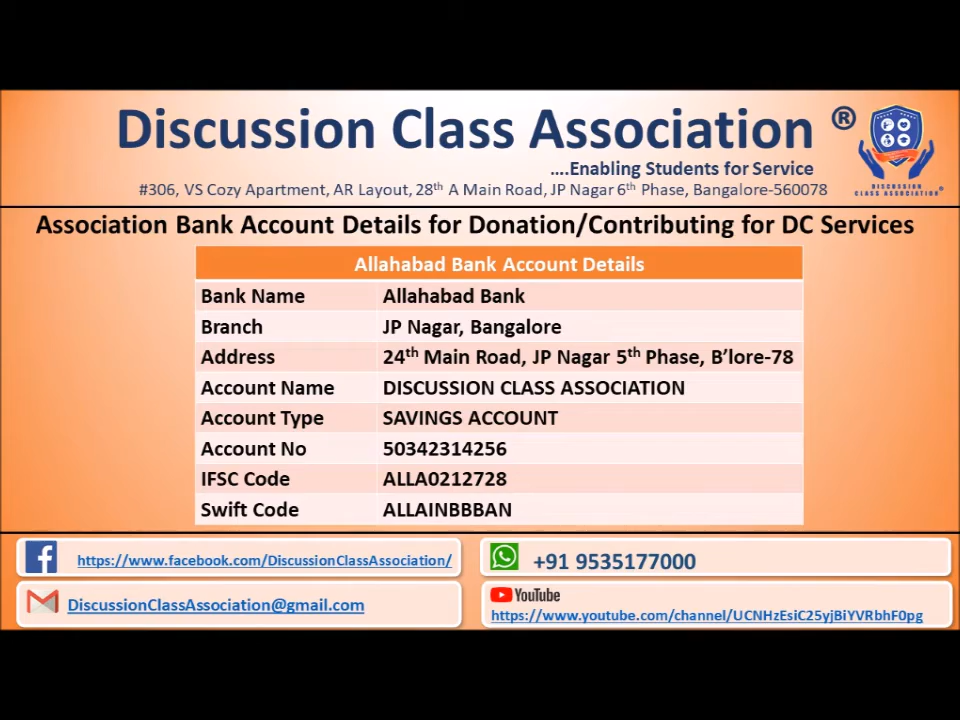 Discussion Class Association ®
....Enabling Students for Service
#306, VS Cozy Apartment, AR Layout, 28th A Main Road, JP Nagar 6th Phase, Bangalore-560078
DISCUSSION
CLASS ASSOCIATION®
Association Bank Account Details for Donation/Contributing for DC Services
Allahabad Bank Account Details
Bank Name Allahabad Bank
Branch JP Nagar, Bangalore
Address 24th Main Road, JP Nagar 5th Phase, B'lore-78
Account Name DISCUSSION CLASS ASSOCIATION
Account Type SAVINGS ACCOUNT
Account No 50342314256
IFSC Code ALLA0212728
Swift Code ALLAINBBBAN
https://www.facebook.com/DiscussionClassAssociation/
+91 9535177000
DiscussionClassAssociation@gmail.com
YouTube
https://www.youtube.com/channel/UCNHzEsiC25yjBiYVRbhF0pg